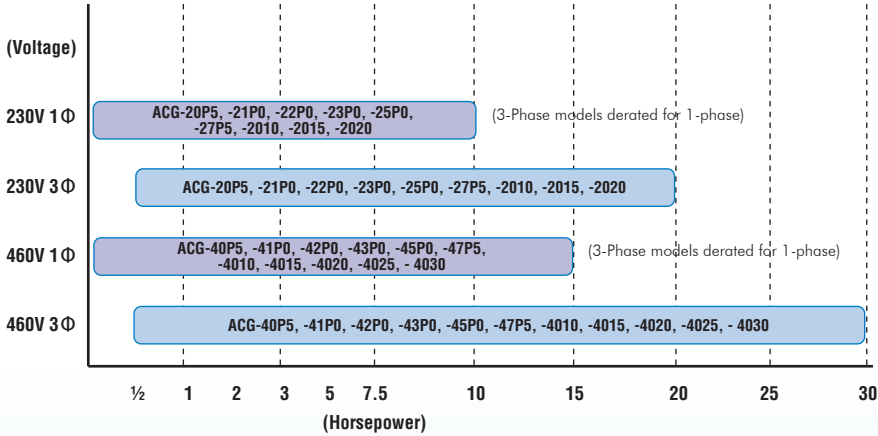 (Voltage)
230V 1Φ
ACG-20P5, -21P0, -22P0, -23P0, -25P0,
-27P5, -2010, -2015, -2020
(3-Phase models derated for 1-phase)
230V 3Φ
ACG-20P5, -21P0, -22P0, -23P0, -25P0, -27P5, -2010, -2015, -2020
460V 1Φ
ACG-40P5, -41P0, -42P0, -43P0, -45P0, -47P5,
-4010, -4015, -4020, -4025, - 4030
(3-Phase models derated for 1-phase)
460V 3Φ
ACG-40P5, -41P0, -42P0, -43P0, -45P0, -47P5, -4010, -4015, -4020, -4025, - 4030
½ 1 2 3 5 7.5 10 15 20 25 30
(Horsepower)